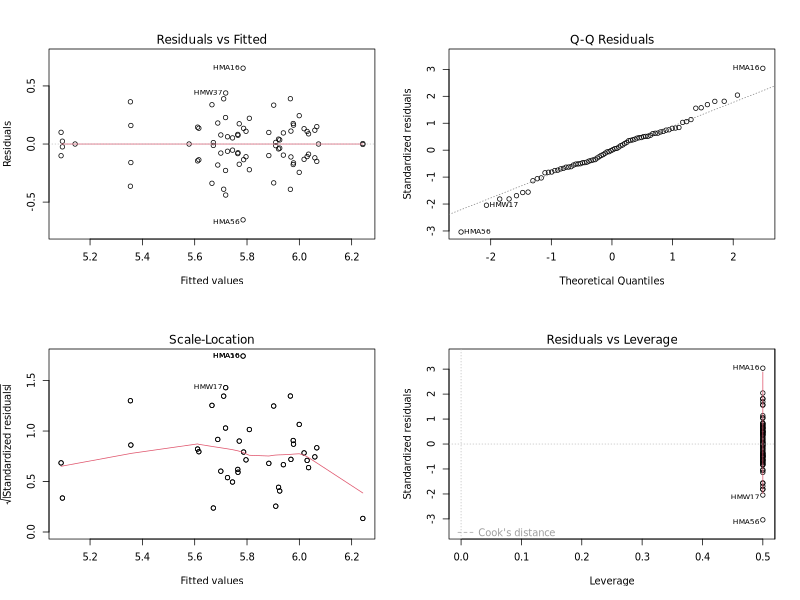 Residuals vs Fitted
Residuals
0.5
0.0
-0.5
HMA16
HMW37
HMA56
5.2 5.4 5.6 5.8 6.0 6.2
Fitted values
Q-Q Residuals
Standardized residuals
3
2
1
0
-1
-2
-3
HMA16
HMW17
HMA56
-2 -1 0 1 2
Theoretical Quantiles
Scale-Location
√|Standardized residuals|
1.5
1.0
0.5
0.0
HMW17
5.2 5.4 5.6 5.8 6.0 6.2
Fitted values
Residuals vs Leverage
Standardized residuals
3
2
1
0
-1
-2
-3
HMA16
HMW17
HMA56
Cook's distance
0.0 0.1 0.2 0.3 0.4 0.5
Leverage